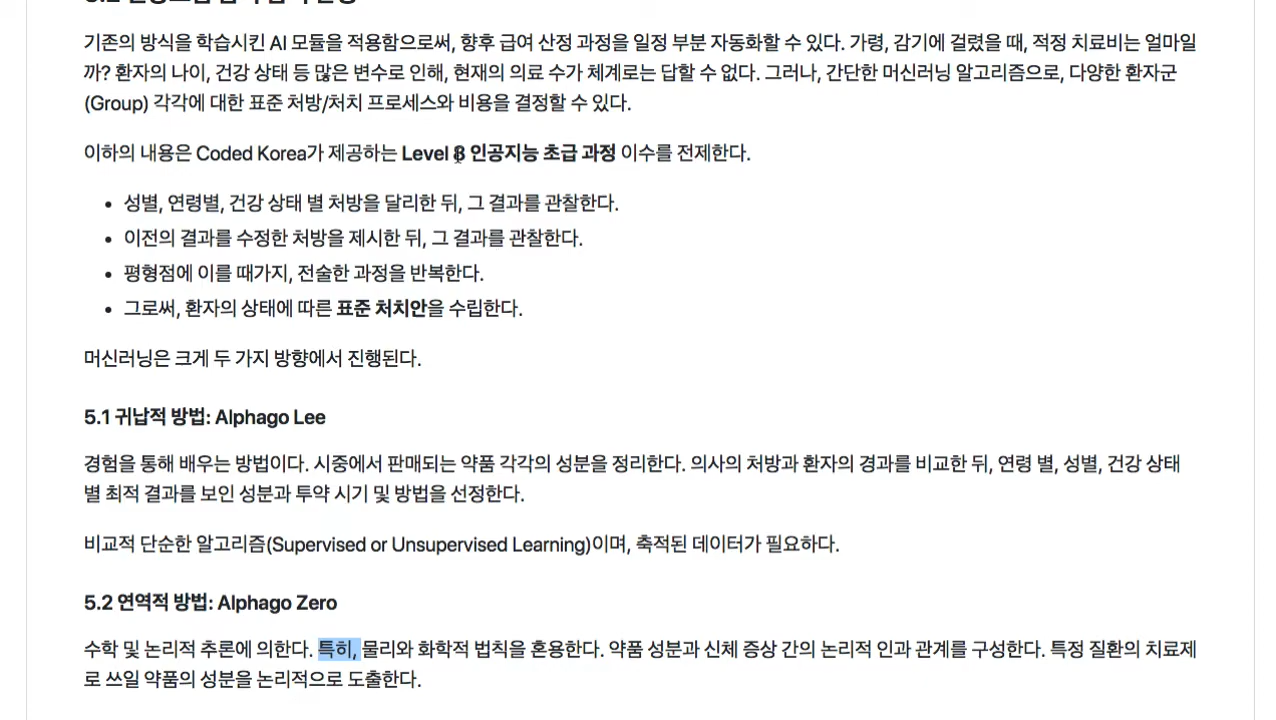 기존의 방식을 학습시킨 AI 모듈을 적용함으로써, 향후 급여 산정 과정을 일정 부분 자동화할 수 있다. 가령, 감기에 걸렸을 때, 적정 치료비는 얼마일
까? 환자의 나이, 건강 상태 등 많은 변수로 인해, 현재의 의료 수가 체계로는 답할 수 없다. 그러나, 간단한 머신러닝 알고리즘으로, 다양한 환자군
(Group) 각각에 대한 표준 처방/처치 프로세스와 비용을 결정할 수 있다.
이하의 내용은 Coded Korea가 제공하는 Level 8 인공지능 초급 과정 이수를 전제한다.
• 성별, 연령별, 건강 상태 별 처방을 달리한 뒤, 그 결과를 관찰한다.
• 이전의 결과를 수정한 처방을 제시한 뒤, 그 결과를 관찰한다.
• 평형점에 이를 때가지, 전술한 과정을 반복한다.
• 그로써, 환자의 상태에 따른 표준 처치안을 수립한다.
머신러닝은 크게 두 가지 방향에서 진행된다.
5.1 귀납적 방법: Alphago Lee
경험을 통해 배우는 방법이다. 시중에서 판매되는 약품 각각의 성분을 정리한다. 의사의 처방과 환자의 경과를 비교한 뒤, 연령 별, 성별, 건강 상태
별 최적 결과를 보인 성분과 투약 시기 및 방법을 선정한다.
비교적 단순한 알고리즘(Supervised or Unsupervised Learning)이며, 축적된 데이터가 필요하다.
5.2 연역적 방법: Alphago Zero
수학 및 논리적 추론에 의한다. 특히, 물리와 화학적 법칙을 혼용한다. 약품 성분과 신체 증상 간의 논리적 인과 관계를 구성한다. 특정 질환의 치료제
로 쓰일 약품의 성분을 논리적으로 도출한다.